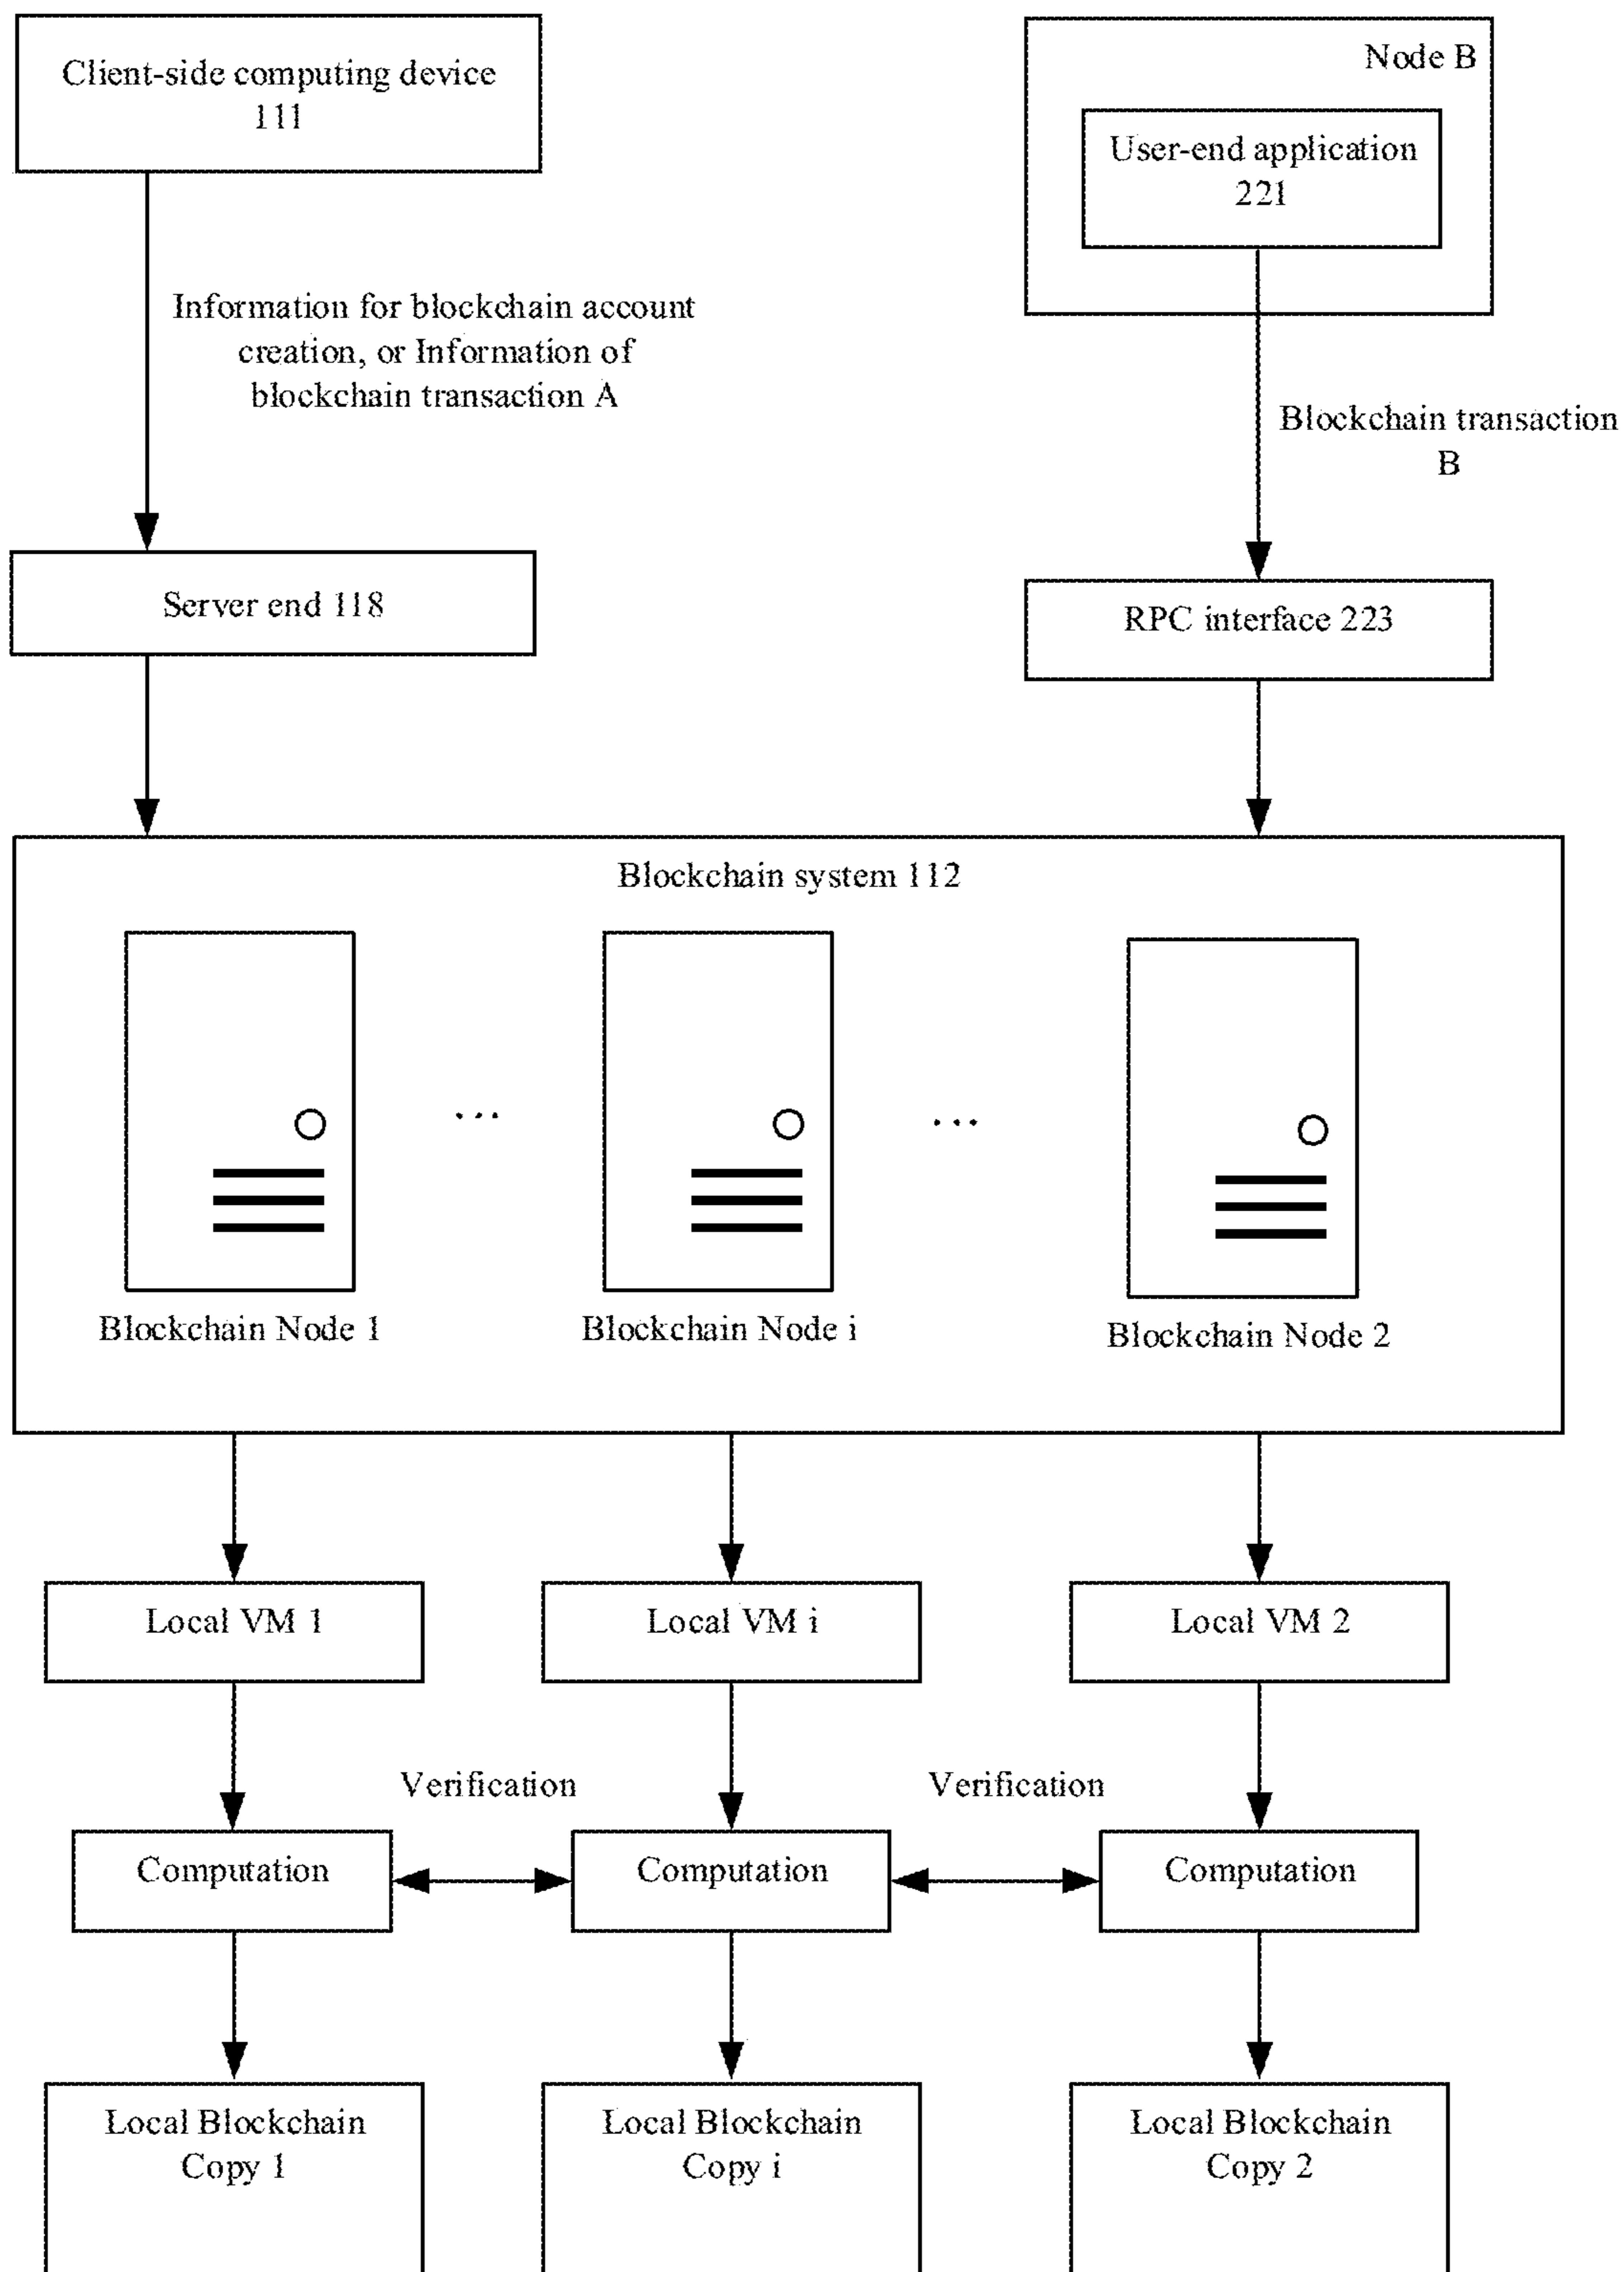 Client-side computing device
111
Node B
User-end application
221
Information for blockchain account
creation, or Information of
blockchain transaction A
Blockchain transaction
B
Server end 118
RPC interface 223
Blockchain system 112
...
...
Blockchain Node 1
Blockchain Node i
Blockchain Node 2
Local VM 1
Local VM i
Local VM 2
Verification
Verification
Computation
Computation
Computation
Local Blockchain
Copy 1
Local Blockchain
Copy i
Local Blockchain
Copy 2